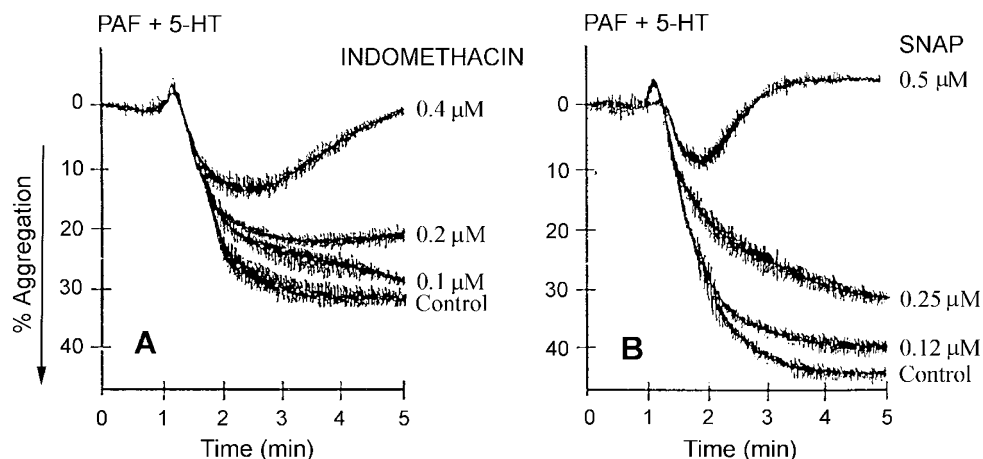 PAF + 5-HT
INDOMETHACIN
0.4 µM
0
10
20
30
40
% Aggregation
0.2 µM
0.1 µM
Control
A
0 1 2 3 4 5
Time (min)
PAF + 5-HT
SNAP
0.5 µM
0
10
20
30
40
0.25 µM
0.12 µM
Control
B
0 1 2 3 4 5
Time (min)